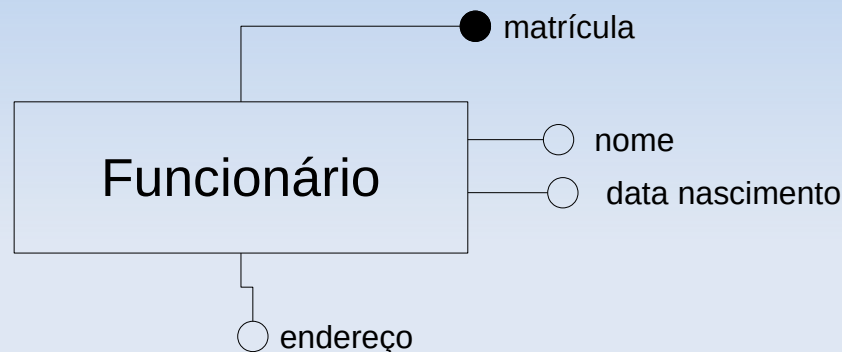 matrícula
nome
Funcionário
data nascimento
endereço